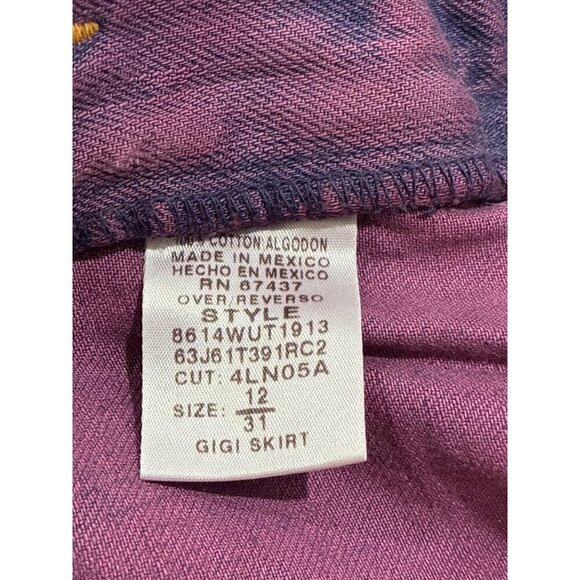 100% COTTON/ALGODON
MADE IN MEXICO
HECHO EN MEXICO
RN 67437
OVER/REVERSO
STYLE
8614WUT1913
63J61T391RC2
CUT: 4LN05A
SIZE: 12/31
GIGI SKIRT